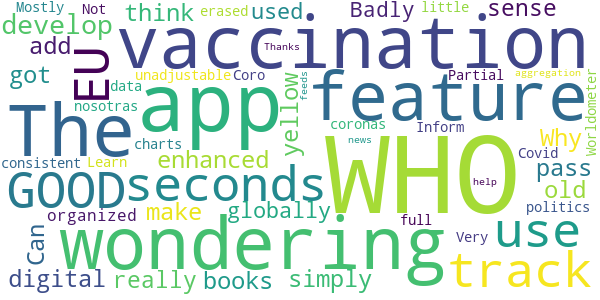 Mostly Not think used Badly little sense
develop erased
EU vaccination
add
got unadjustable Coro Thanks Partial aggregation
data feeds Worldometer
The app yellow feature
nosotras coronas Inform Why
charts news
consistent Learn enhanced Covid
GOOD seconds WHO help pass old
organized make globally full politics
Can wondering Very use
digital really books simply track